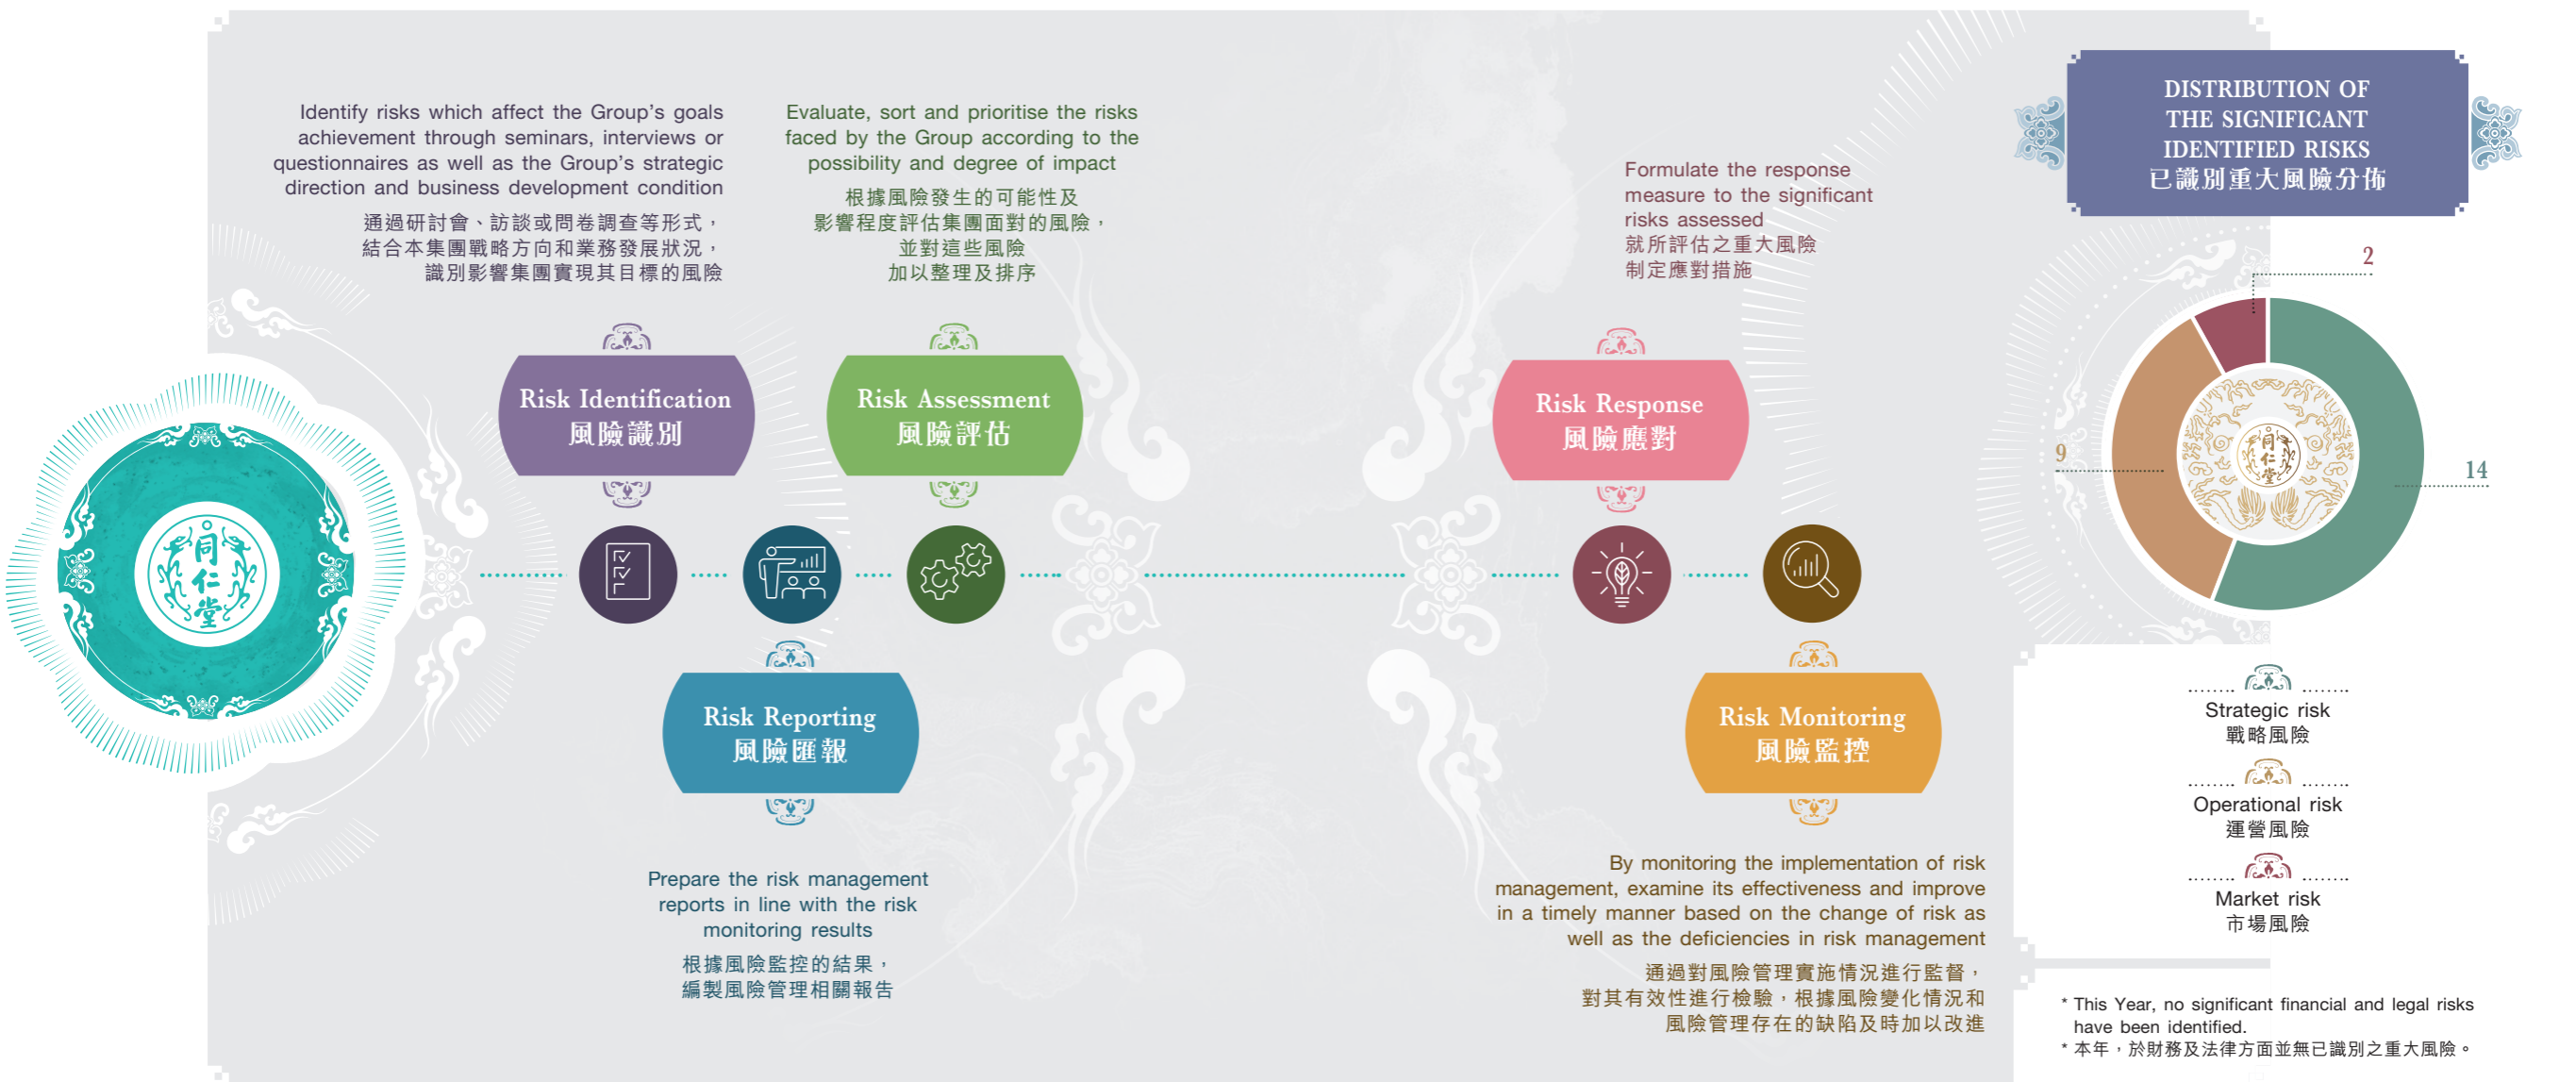 Identify risks which affect the Group's goals
achievement through seminars, interviews or
questionnaires as well as the Group's strategic
direction and business development condition
通過研討會、訪談或問卷調查等形式，
結合本集團戰略方向和業務發展狀況，
識別影響集團實現其目標的風險
Risk Identification
風險識別
Evaluate, sort and prioritise the risks
faced by the Group according to the
possibility and degree of impact
根據風險發生的可能性及
影響程度評估集團面對的風險，
並對這些風險
加以整理及排序
Risk Assessment
風險評估
Formulate the response
measure to the significant
risks assessed
就所評估之重大風險
制定應對措施
Risk Response
風險應對
同仁堂
Risk Reporting
風險匯報
Prepare the risk management
reports in line with the risk
monitoring results
根據風險監控的結果，
編製風險管理相關報告
Risk Monitoring
風險監控
By monitoring the implementation of risk
management, examine its effectiveness and improve
in a timely manner based on the change of risk as
well as the deficiencies in risk management
通過對風險管理實施情況進行監督，
對其有效性進行檢驗，根據風險變化情況和
風險管理存在的缺陷及時加以改進
DISTRIBUTION OF
THE SIGNIFICANT
IDENTIFIED RISKS
已識別重大風險分佈
2
9
14
同仁堂
Strategic risk
戰略風險
Operational risk
運營風險
Market risk
市場風險
* This Year, no significant financial and legal risks
have been identified.
* 本年，於財務及法律方面並無已識別之重大風險。